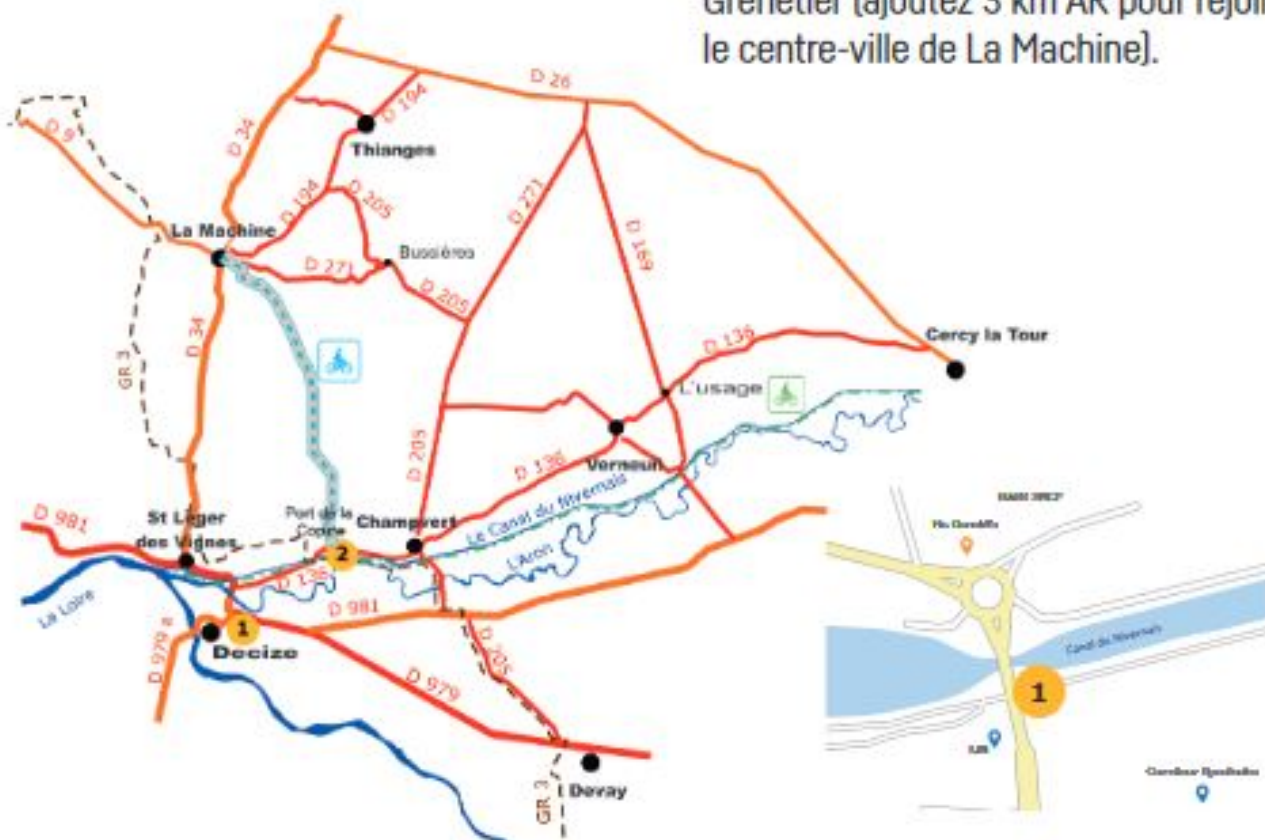 Grenetier (ajoutez 3 km AR pour rejoin
le centre-ville de La Machine).
D 26
D 194
D 9
D 34
Thianges
D 194
D 205
D 271
La Machine
Bussières
D 271
D 169
D 205
D 34
GR 3
Cercy la Tour
D 136
L'usage
D 205
Verneuil
D 136
Le Canal du Nivernais
D 981
St Léger
des Vignes
Port de la
Copine
Champvert
2
L'Aron
D 136
La Loire
D 981
1
Decize
D 979 a
D 205
D 979
Devay
GR 3
Canal du Nivernais
1